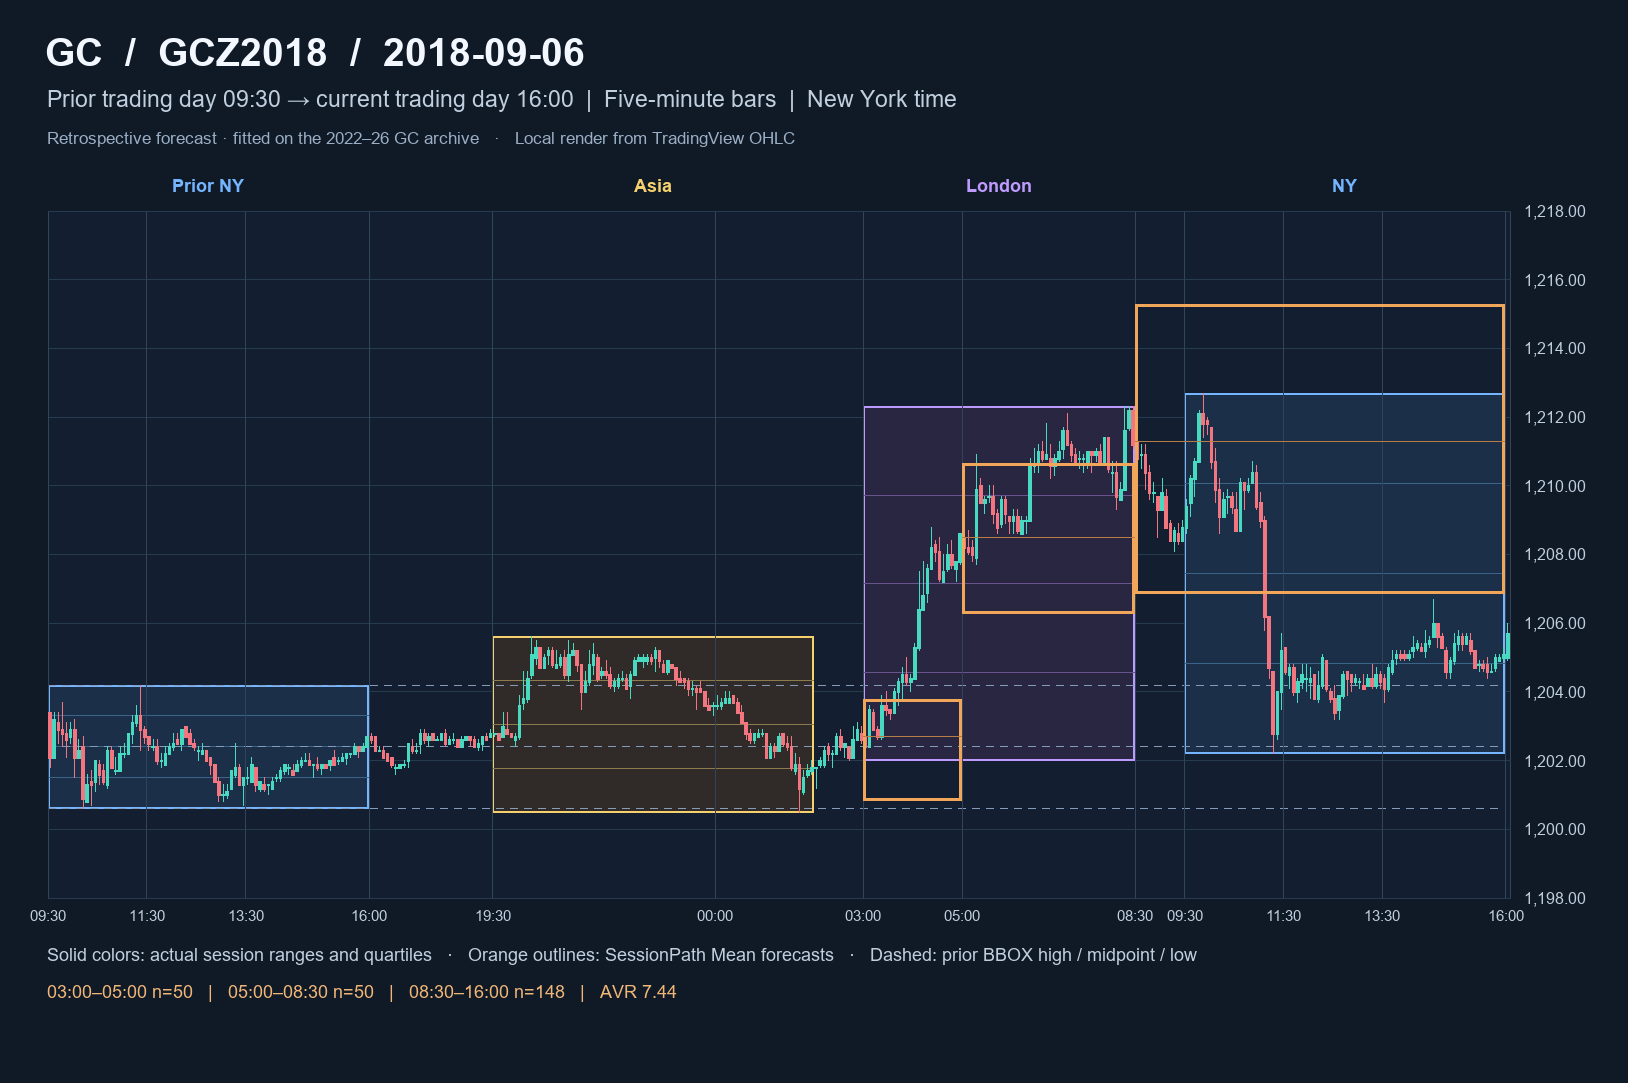 GC / GCZ2018 / 2018-09-06
Prior trading day 09:30 → current trading day 16:00 | Five-minute bars | New York time
Retrospective forecast · fitted on the 2022–26 GC archive · Local render from TradingView OHLC
Prior NY Asia London NY
1,218.00
1,216.00
1,214.00
1,212.00
1,210.00
1,208.00
1,206.00
1,204.00
1,202.00
1,200.00
1,198.00
09:30 11:30 13:30 16:00 19:30 00:00 03:00 05:00 08:30 09:30 11:30 13:30 16:00
Solid colors: actual session ranges and quartiles · Orange outlines: SessionPath Mean forecasts · Dashed: prior BBOX high / midpoint / low
03:00–05:00 n=50 | 05:00–08:30 n=50 | 08:30–16:00 n=148 | AVR 7.44